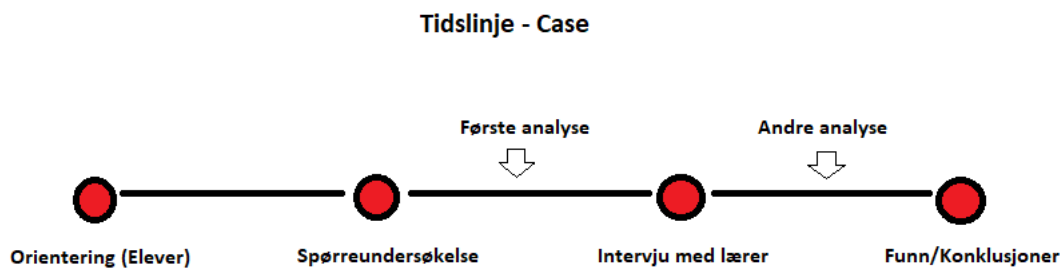 Tidslinje - Case
Første analyse
Andre analyse
Orientering (Elever)
Spørreundersøkelse
Intervju med lærer
Funn/Konklusjoner